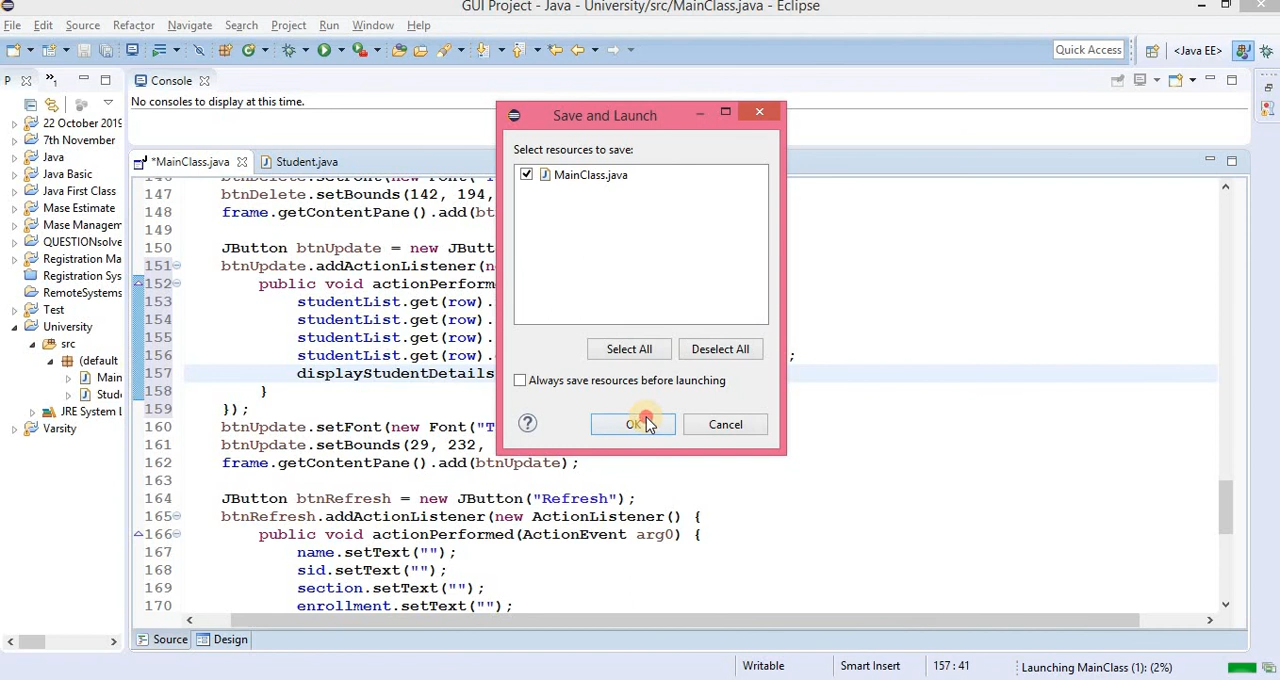 GUI Project - Java - University/src/MainClass.java - Eclipse
File Edit Source Refactor Navigate Search Project Run Window Help
Quick Access <Java EE>
P Console
No consoles to display at this time.
22 October 2019
7th November
Java
Java Basic
Java First Class
Mase Estimate
Mase Managem
QUESTIONsolve
Registration Ma
Registration Sys
RemoteSystems
Test
University
src
(default
Main
Stud
JRE System L
Varsity
*MainClass.java Student.java
147 btnDelete.setBounds(142, 194,
148 frame.getContentPane().add(bt
149
150 JButton btnUpdate = new JButt
151 btnUpdate.addActionListener(n
152 public void actionPerform
153 studentList.get(row).
154 studentList.get(row).
155 studentList.get(row).
156 studentList.get(row). ;
157 displayStudentDetails
158 }
159 });
160 btnUpdate.setFont(new Font("T
161 btnUpdate.setBounds(29, 232,
162 frame.getContentPane().add(btnUpdate);
163
164 JButton btnRefresh = new JButton("Refresh");
165 btnRefresh.addActionListener(new ActionListener() {
166 public void actionPerformed(ActionEvent arg0) {
167 name.setText("");
168 sid.setText("");
169 section.setText("");
170 enrollment.setText("");
Save and Launch
Select resources to save:
MainClass.java
Select All Deselect All
Always save resources before launching
OK Cancel
Source Design
Writable Smart Insert 157 : 41 Launching MainClass (1): (2%)